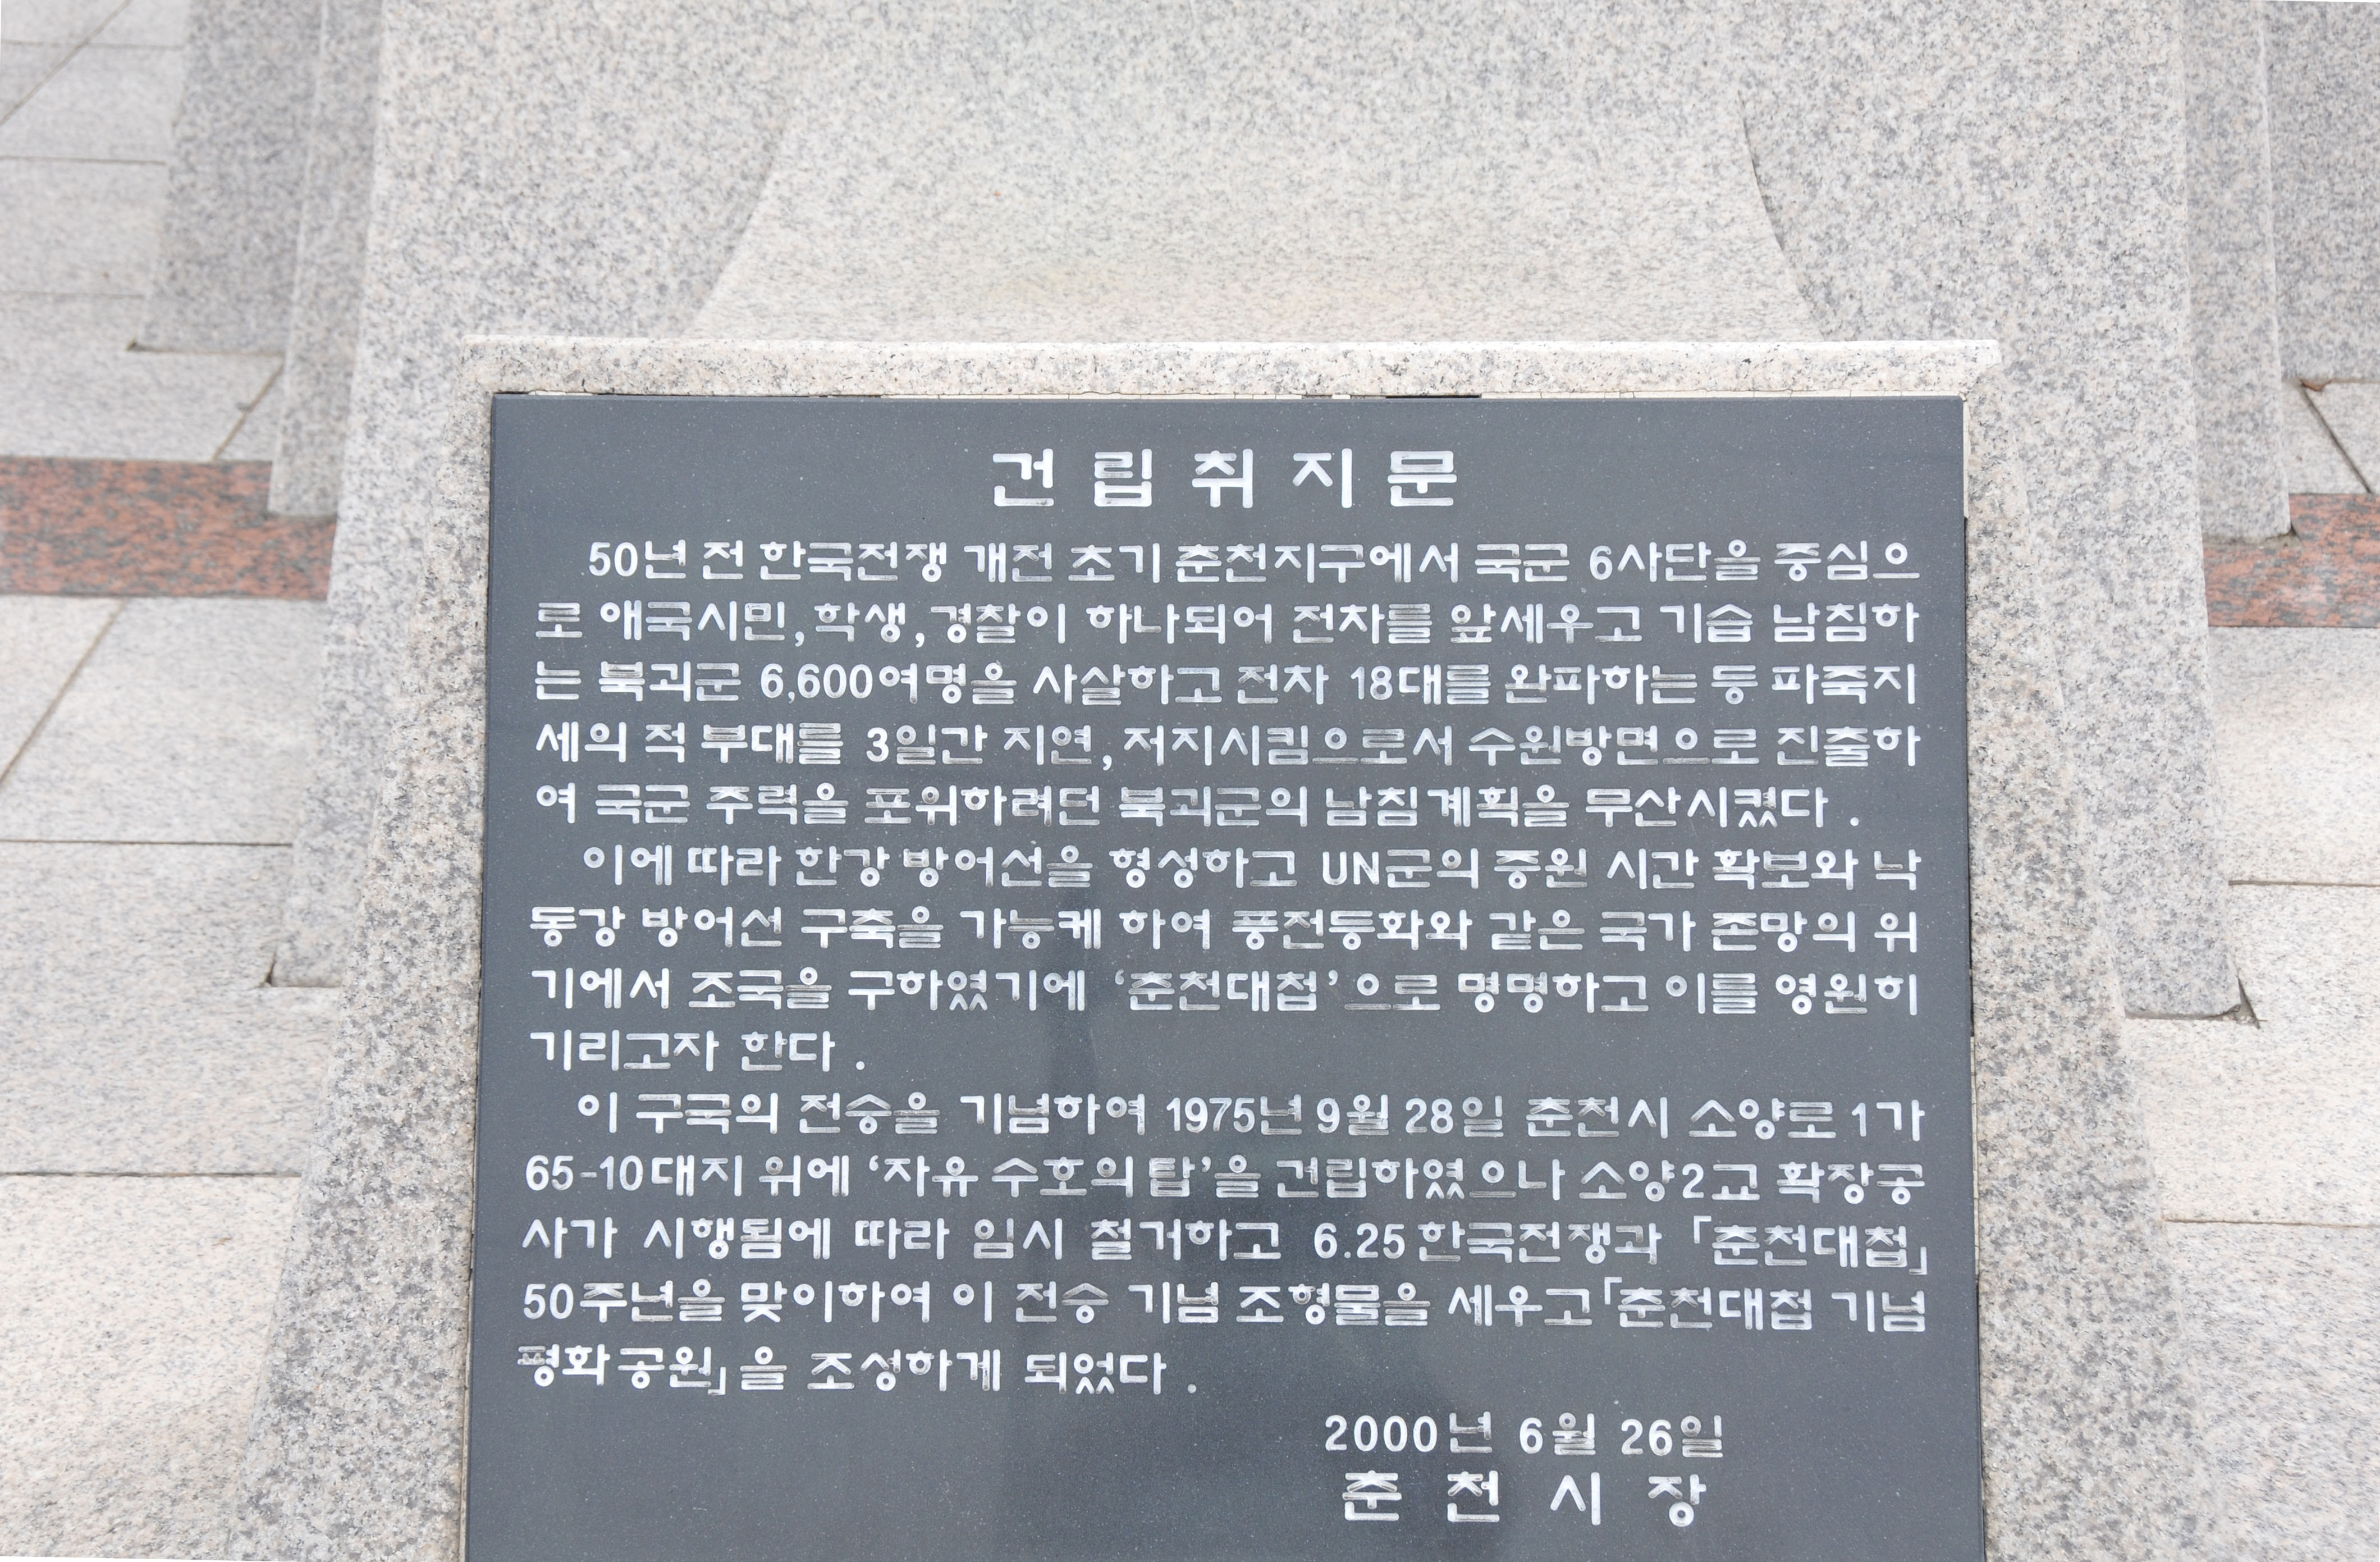 건립취지문
50년 전 한국전쟁 개전 초기 춘천지구에서 국군 6사단을 중심으
로 애국시민,학생,경찰이 하나되어 전차를 앞세우고 기습 남침하
는 북괴군 6,600여명을 사살하고 전차 18대를 완파하는 등 파죽지
세의 적 부대를 3일간 지연,저지시킴으로서 수원방면으로 진출하
여 국군 주력을 포위하려던 북괴군의 남침계획을 무산시켰다.
이에 따라 한강 방어선을 형성하고 UN군의 증원 시간 확보와 낙
동강 방어선 구축을 가능케 하여 풍전등화와 같은 국가 존망의 위
기에서 조국을 구하였기에 ‘춘천대첩’으로 명명하고 이를 영원히
기리고자 한다.
이 구국의 전승을 기념하여 1975년 9월 28일 춘천시 소양로 1가
65-10대지 위에 ‘자유 수호의 탑’을 건립하였으나 소양2교 확장공
사가 시행됨에 따라 임시 철거하고 6.25한국전쟁과 「춘천대첩」
50주년을 맞이하여 이 전승 기념 조형물을 세우고「춘천대첩 기념
평화공원」을 조성하게 되었다.
2000년 6월 26일
춘천시장